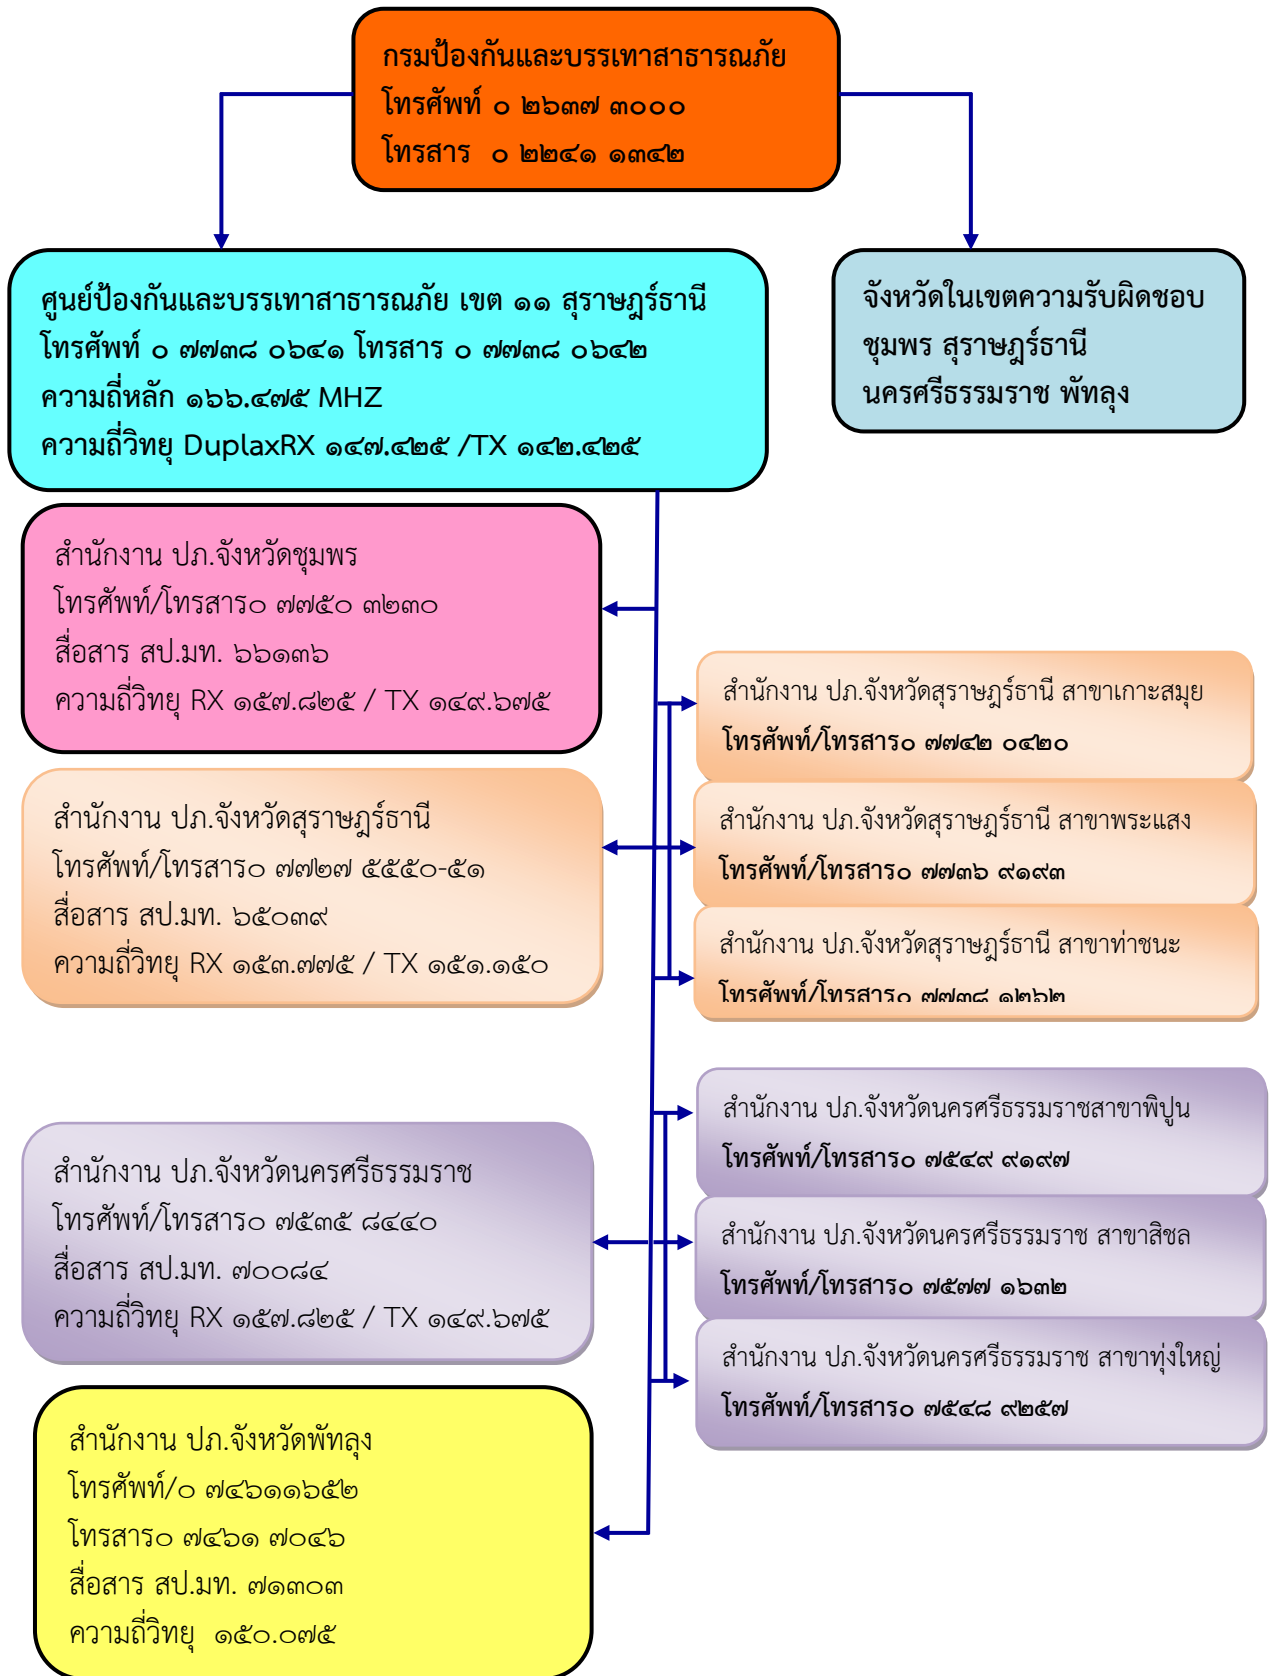 กรมป้องกันและบรรเทาสาธารณภัย
โทรศัพท์ ๐ ๒๖๓๗ ๓๐๐๐
โทรสาร ๐ ๒๒๔๑ ๑๓๔๒
ศูนย์ป้องกันและบรรเทาสาธารณภัย เขต ๑๑ สุราษฎร์ธานี
โทรศัพท์ ๐ ๗๗๓๘ ๐๖๔๑ โทรสาร ๐ ๗๗๓๘ ๐๖๔๒
ความถี่หลัก ๑๖๖.๔๗๕ MHZ
ความถี่วิทยุ DuplaxRX ๑๔๗.๔๒๕ /TX ๑๔๒.๔๒๕
จังหวัดในเขตความรับผิดชอบ
ชุมพร สุราษฎร์ธานี
นครศรีธรรมราช พัทลุง
สำนักงาน ปภ.จังหวัดชุมพร
โทรศัพท์/โทรสาร๐ ๗๗๕๐ ๓๒๓๐
สื่อสาร สป.มท. ๖๖๑๓๖
ความถี่วิทยุ RX ๑๕๗.๘๒๕ / TX ๑๔๙.๖๗๕
สำนักงาน ปภ.จังหวัดสุราษฎร์ธานี สาขาเกาะสมุย
โทรศัพท์/โทรสาร๐ ๗๗๔๒ ๐๔๒๐
สำนักงาน ปภ.จังหวัดสุราษฎร์ธานี
โทรศัพท์/โทรสาร๐ ๗๗๒๗ ๕๕๕๐-๕๑
สื่อสาร สป.มท. ๖๕๐๓๙
ความถี่วิทยุ RX ๑๕๓.๗๗๕ / TX ๑๕๑.๑๕๐
สำนักงาน ปภ.จังหวัดสุราษฎร์ธานี สาขาพระแสง
โทรศัพท์/โทรสาร๐ ๗๗๓๖ ๙๑๙๓
สำนักงาน ปภ.จังหวัดสุราษฎร์ธานี สาขาท่าชนะ
โทรศัพท์/โทรสาร๐ ๗๗๓๘ ๑๒๖๒
สำนักงาน ปภ.จังหวัดนครศรีธรรมราชสาขาพิปูน
โทรศัพท์/โทรสาร๐ ๗๕๔๙ ๙๑๙๗
สำนักงาน ปภ.จังหวัดนครศรีธรรมราช
โทรศัพท์/โทรสาร๐ ๗๕๓๕ ๘๔๔๐
สื่อสาร สป.มท. ๗๐๐๘๔
ความถี่วิทยุ RX ๑๕๗.๘๒๕ / TX ๑๔๙.๖๗๕
สำนักงาน ปภ.จังหวัดนครศรีธรรมราช สาขาสิชล
โทรศัพท์/โทรสาร๐ ๗๕๗๗ ๑๖๓๒
สำนักงาน ปภ.จังหวัดนครศรีธรรมราช สาขาทุ่งใหญ่
โทรศัพท์/โทรสาร๐ ๗๕๔๘ ๙๒๕๗
สำนักงาน ปภ.จังหวัดพัทลุง
โทรศัพท์/๐ ๗๔๖๑๑๖๕๒
โทรสาร๐ ๗๔๖๑ ๗๐๔๖
สื่อสาร สป.มท. ๗๑๓๐๓
ความถี่วิทยุ ๑๕๐.๐๗๕